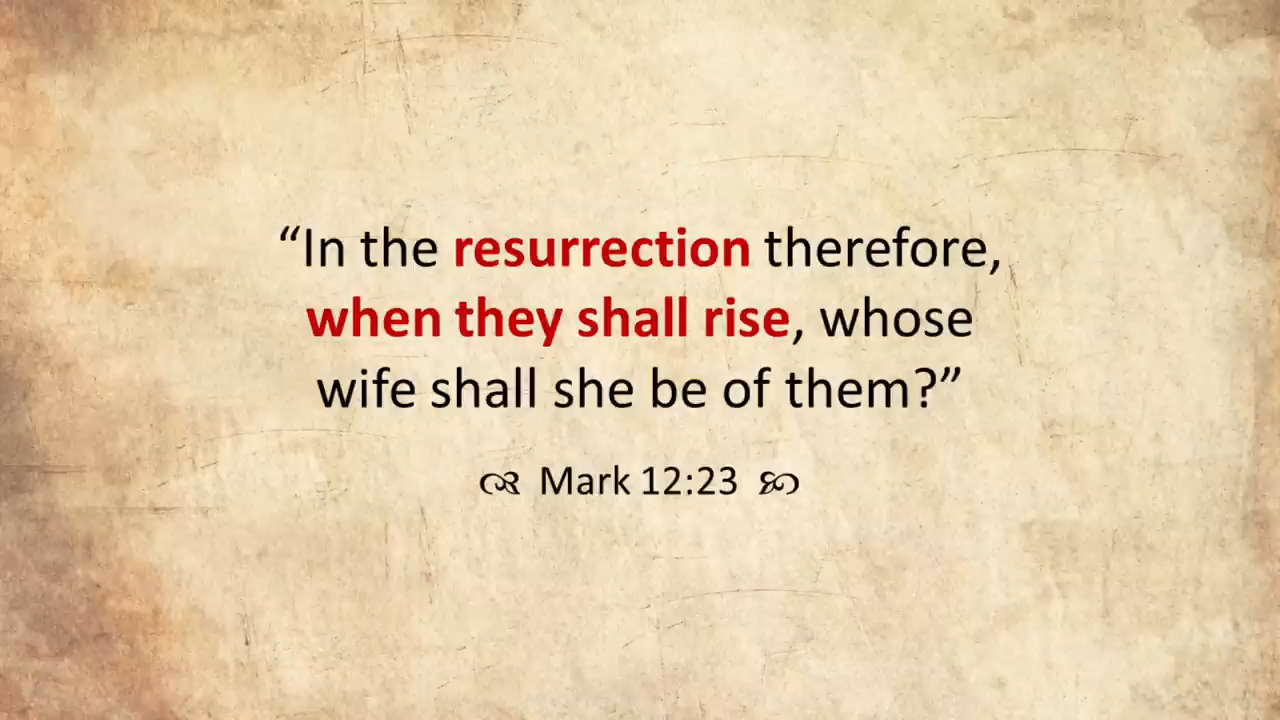 “In the resurrection therefore,
when they shall rise, whose
wife shall she be of them?”
Mark 12:23